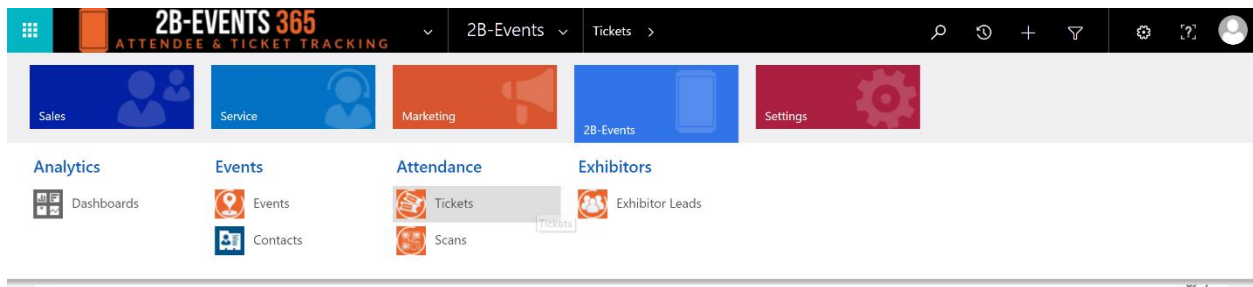 2B-EVENTS 365
ATTENDEE & TICKET TRACKING
2B-Events
Tickets >
[?]
Sales
Service
Marketing
2B-Events
Settings
Analytics
Events
Attendance
Exhibitors
Dashboards
Events
Tickets
Exhibitor Leads
Tickets
Contacts
Scans